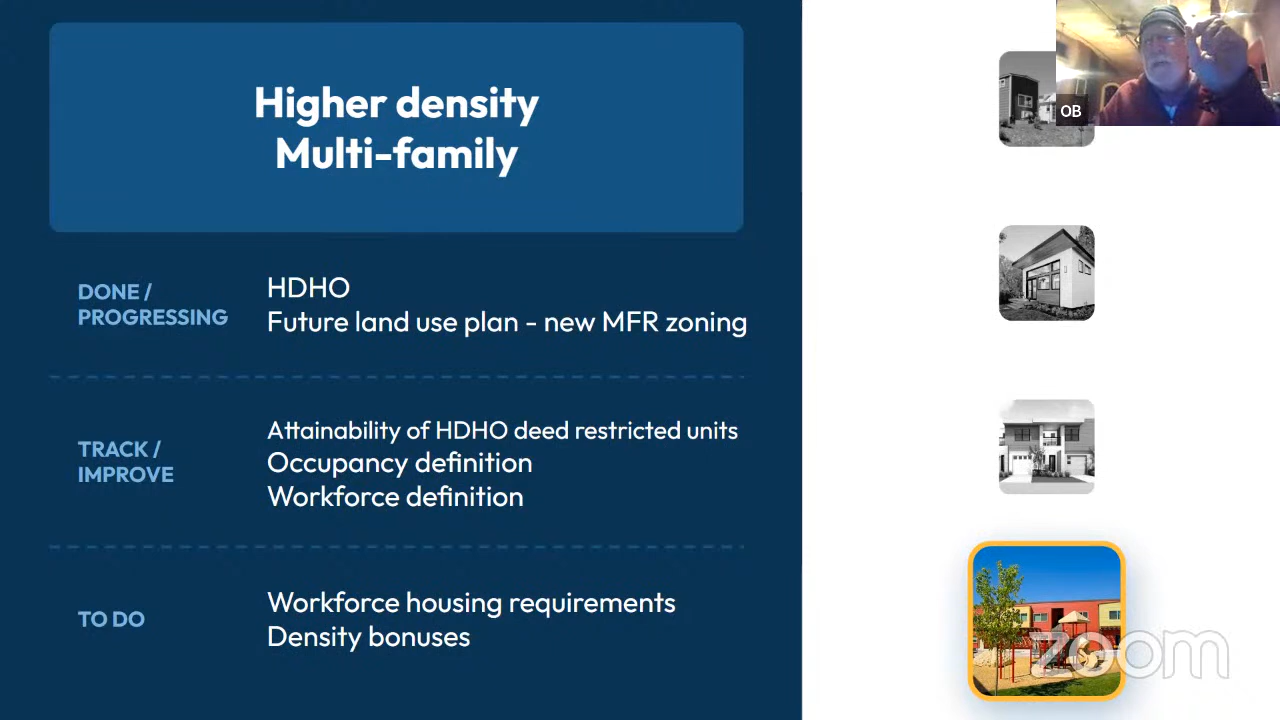 Higher density
Multi-family
DONE /
PROGRESSING
HDHO
Future land use plan - new MFR zoning
TRACK /
IMPROVE
Attainability of HDHO deed restricted units
Occupancy definition
Workforce definition
TO DO
Workforce housing requirements
Density bonuses
OB
zoom